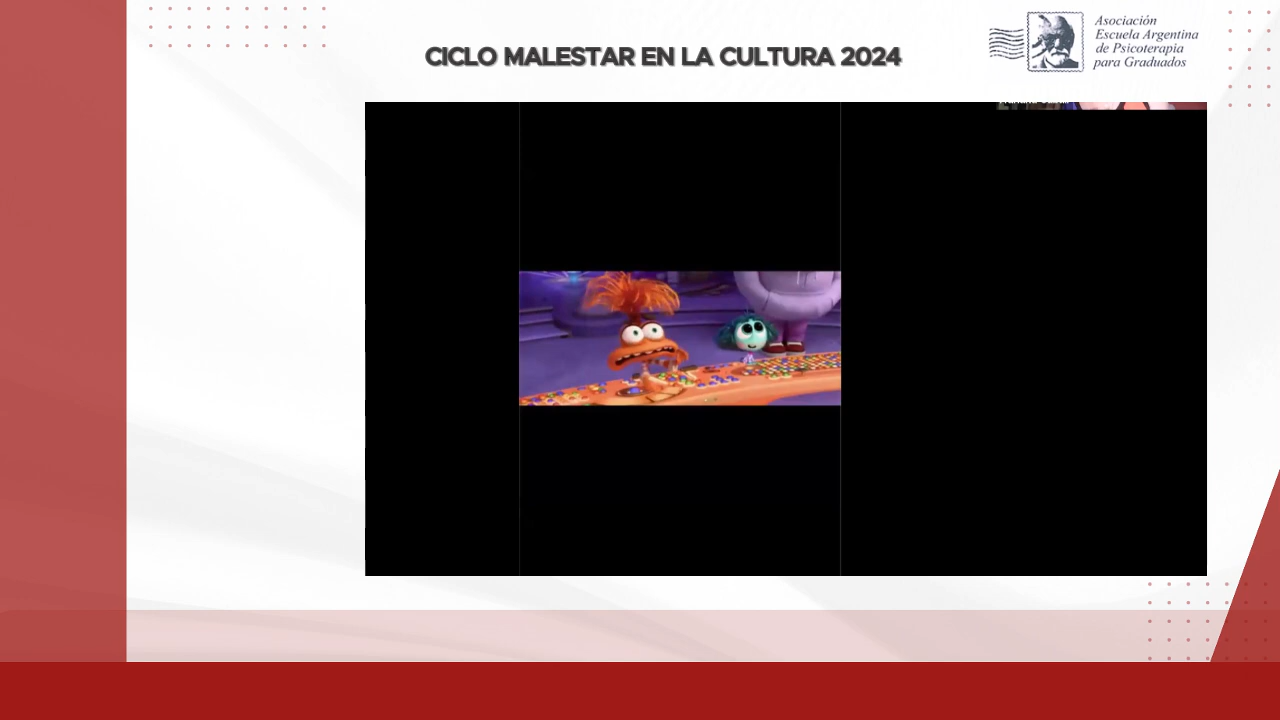 CICLO MALESTAR EN LA CULTURA 2024
Asociación
Escuela Argentina
de Psicoterapia
para Graduados